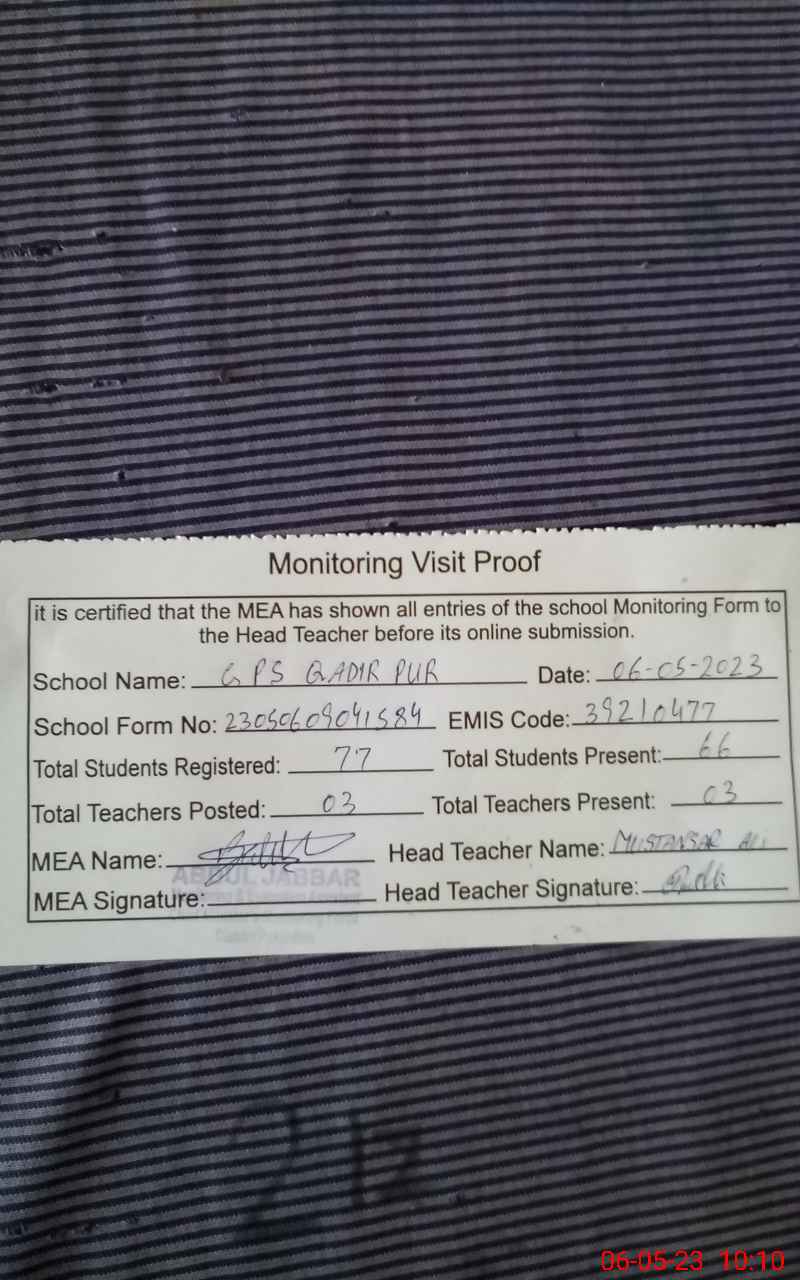 Monitoring Visit Proof
it is certified that the MEA has shown all entries of the school Monitoring Form to
the Head Teacher before its online submission.
School Name: GPS QADIR PUR Date: 06-05-2023
School Form No: 23050609041584 EMIS Code: 39210477
Total Students Registered: 77 Total Students Present: 66
Total Teachers Posted: 03 Total Teachers Present: 03
MEA Name: Head Teacher Name: MUSTANSAR Ali
ABDUL JABBAR
MEA Signature: Head Teacher Signature:
06-05-23 10:10